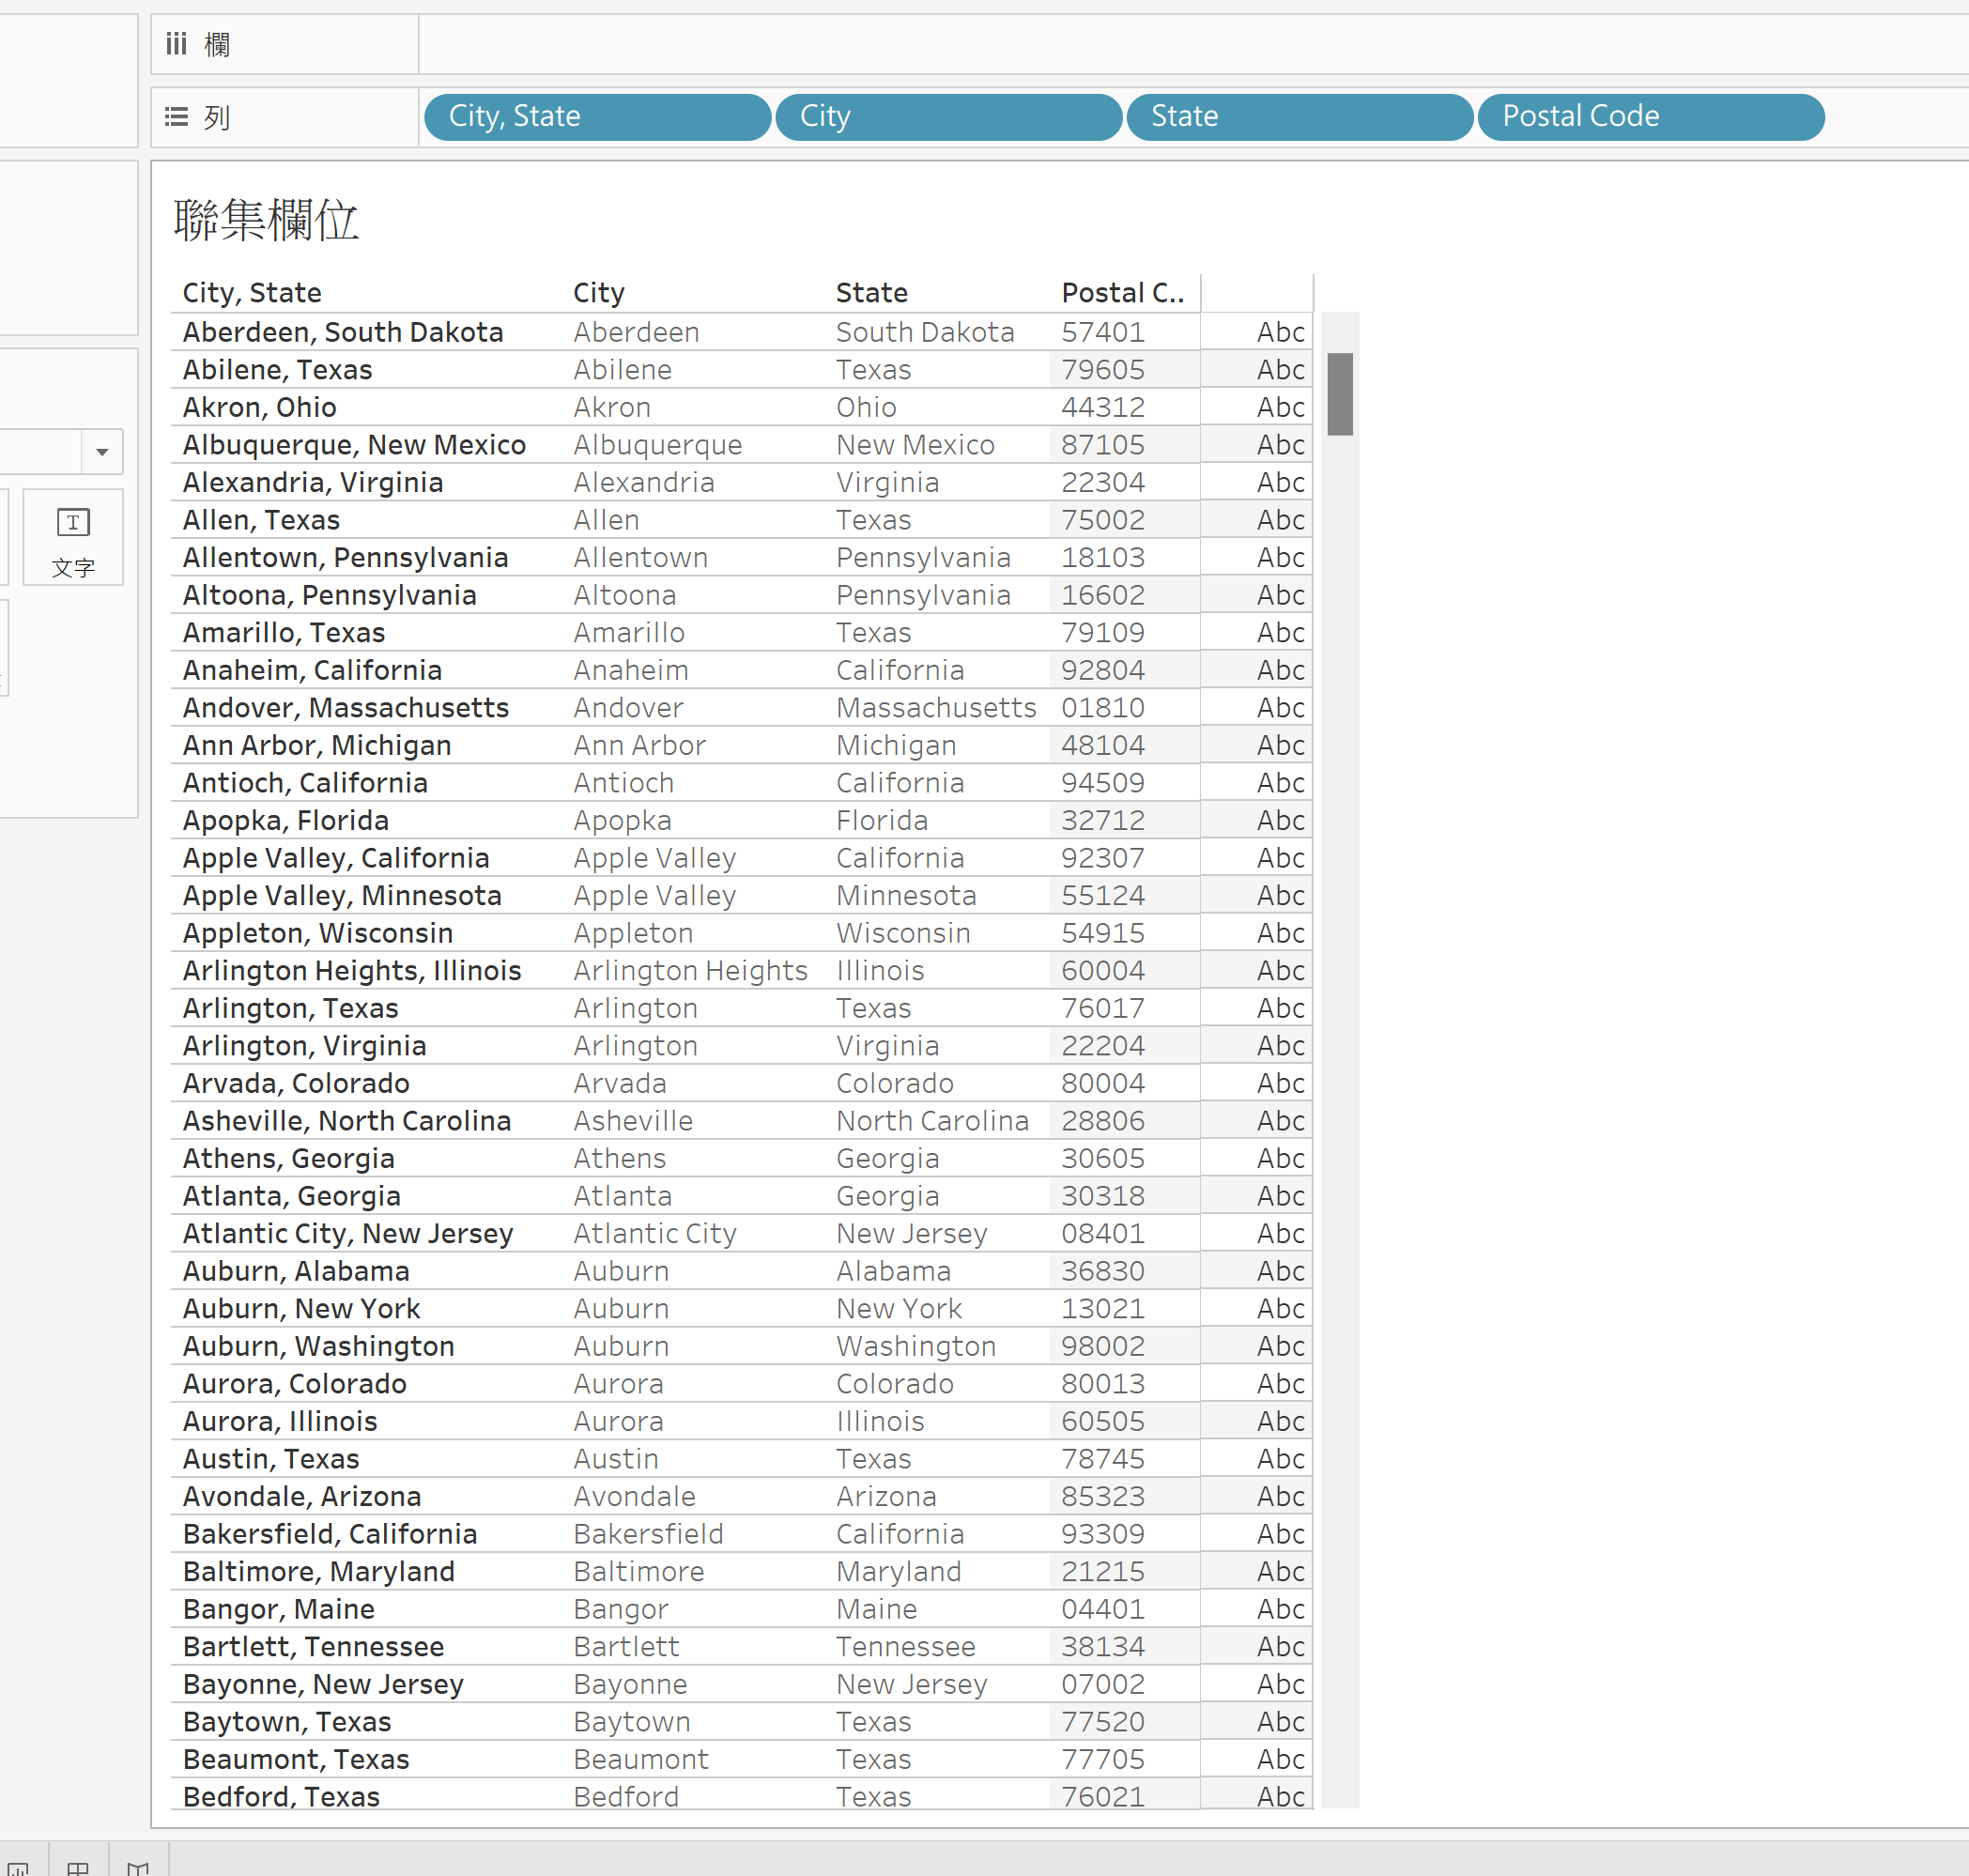 欄
列 City, State City State Postal Code
聯集欄位
City, State City State Postal C..
Aberdeen, South Dakota Aberdeen South Dakota 57401 Abc
Abilene, Texas Abilene Texas 79605 Abc
Akron, Ohio Akron Ohio 44312 Abc
Albuquerque, New Mexico Albuquerque New Mexico 87105 Abc
Alexandria, Virginia Alexandria Virginia 22304 Abc
Allen, Texas Allen Texas 75002 Abc
文字
Allentown, Pennsylvania Allentown Pennsylvania 18103 Abc
Altoona, Pennsylvania Altoona Pennsylvania 16602 Abc
Amarillo, Texas Amarillo Texas 79109 Abc
Anaheim, California Anaheim California 92804 Abc
Andover, Massachusetts Andover Massachusetts 01810 Abc
Ann Arbor, Michigan Ann Arbor Michigan 48104 Abc
Antioch, California Antioch California 94509 Abc
Apopka, Florida Apopka Florida 32712 Abc
Apple Valley, California Apple Valley California 92307 Abc
Apple Valley, Minnesota Apple Valley Minnesota 55124 Abc
Appleton, Wisconsin Appleton Wisconsin 54915 Abc
Arlington Heights, Illinois Arlington Heights Illinois 60004 Abc
Arlington, Texas Arlington Texas 76017 Abc
Arlington, Virginia Arlington Virginia 22204 Abc
Arvada, Colorado Arvada Colorado 80004 Abc
Asheville, North Carolina Asheville North Carolina 28806 Abc
Athens, Georgia Athens Georgia 30605 Abc
Atlanta, Georgia Atlanta Georgia 30318 Abc
Atlantic City, New Jersey Atlantic City New Jersey 08401 Abc
Auburn, Alabama Auburn Alabama 36830 Abc
Auburn, New York Auburn New York 13021 Abc
Auburn, Washington Auburn Washington 98002 Abc
Aurora, Colorado Aurora Colorado 80013 Abc
Aurora, Illinois Aurora Illinois 60505 Abc
Austin, Texas Austin Texas 78745 Abc
Avondale, Arizona Avondale Arizona 85323 Abc
Bakersfield, California Bakersfield California 93309 Abc
Baltimore, Maryland Baltimore Maryland 21215 Abc
Bangor, Maine Bangor Maine 04401 Abc
Bartlett, Tennessee Bartlett Tennessee 38134 Abc
Bayonne, New Jersey Bayonne New Jersey 07002 Abc
Baytown, Texas Baytown Texas 77520 Abc
Beaumont, Texas Beaumont Texas 77705 Abc
Bedford, Texas Bedford Texas 76021 Abc